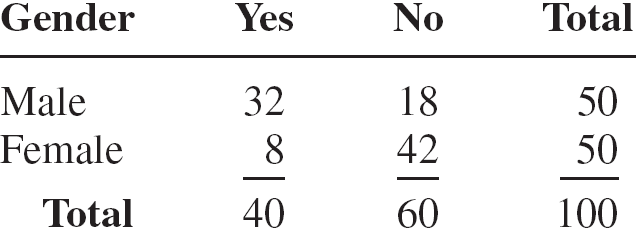 Gender Yes No Total
Male 32 18 50
Female 8 42 50
Total 40 60 100